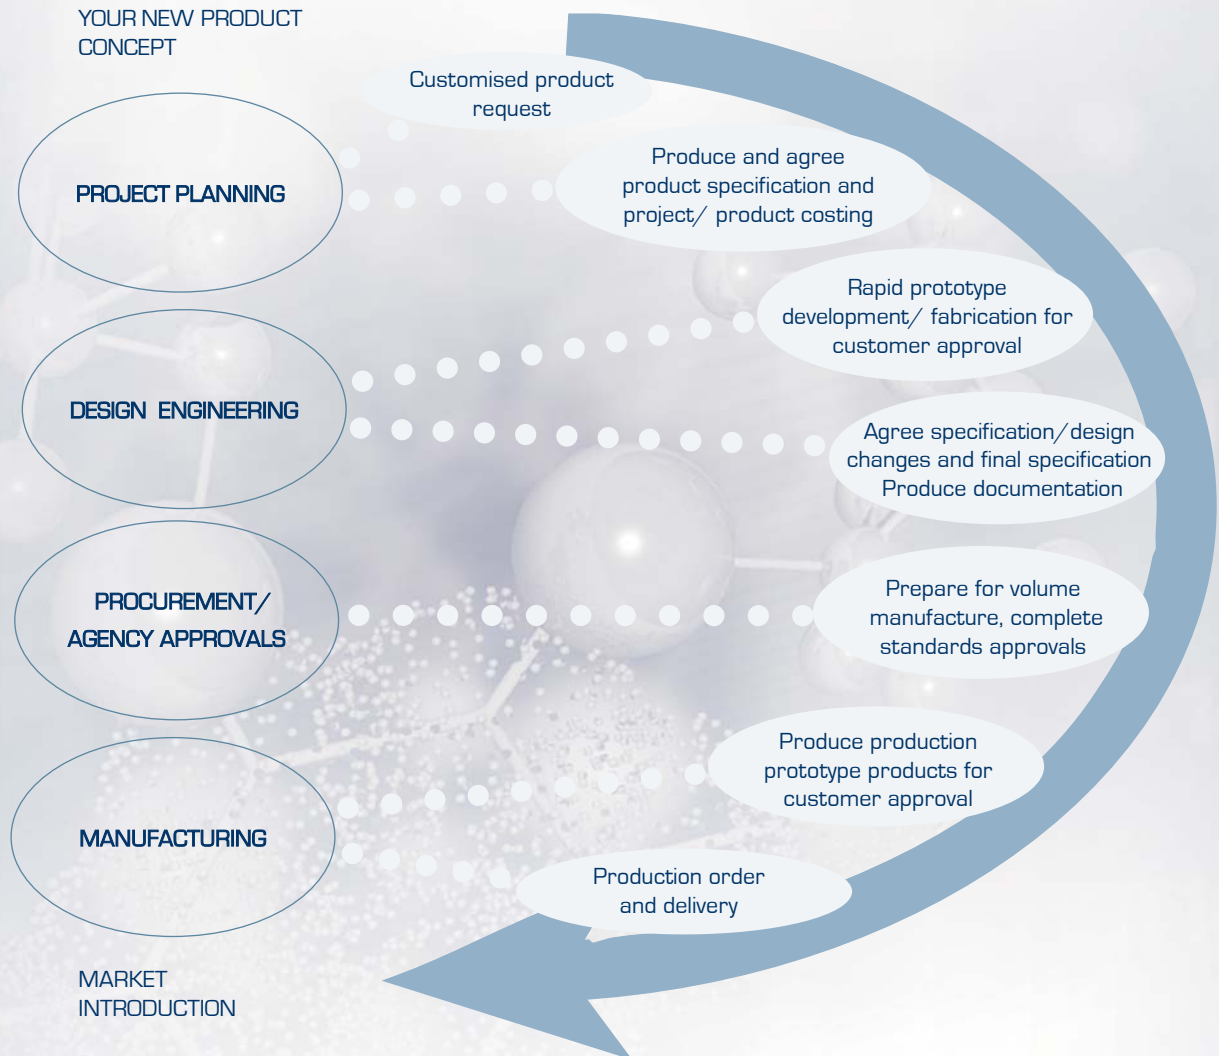 YOUR NEW PRODUCT
CONCEPT
Customised product
request
PROJECT PLANNING
Produce and agree
product specification and
project/ product costing
Rapid prototype
development/ fabrication for
customer approval
DESIGN ENGINEERING
Agree specification/design
changes and final specification
Produce documentation
PROCUREMENT/
AGENCY APPROVALS
Prepare for volume
manufacture, complete
standards approvals
Produce production
prototype products for
customer approval
MANUFACTURING
Production order
and delivery
MARKET
INTRODUCTION